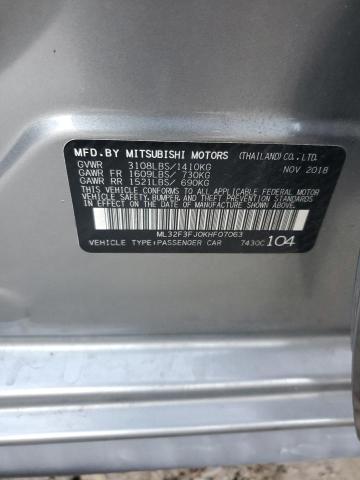 MFD.BY MITSUBISHI MOTORS (THAILAND) CO., LTD.
GVWR 3108LBS/1410KG NOV 2018
GAWR FR 1609LBS/ 730KG
GAWR RR 1521LBS/ 690KG
THIS VEHICLE CONFORMS TO ALL APPLICABLE FEDERAL MOTOR
VEHICLE SAFETY, BUMPER AND THEFT PREVENTION STANDARDS
IN EFFECT ON THE DATE OF MANUFACTURE SHOWN ABOVE.
ML32F3FJ0KHF07063
VEHICLE TYPE:PASSENGER CAR 7430C 104